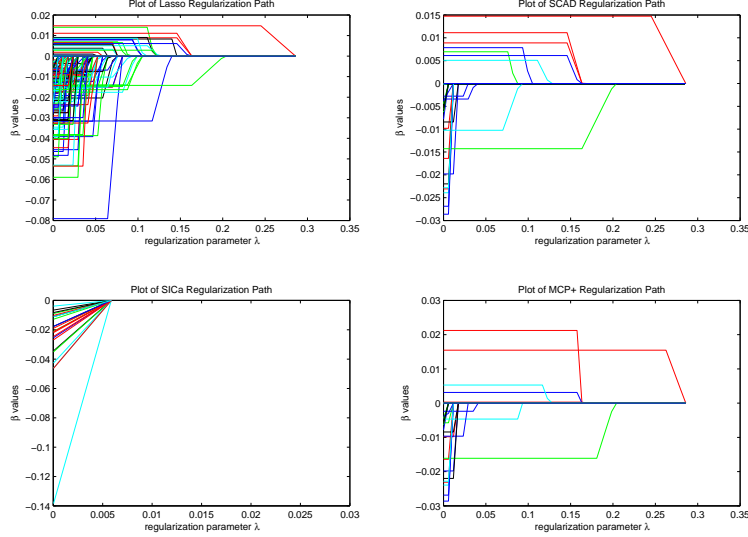 Plot of Lasso Regularization Path
0.02
0.01
0
−0.01
−0.02
−0.03
−0.04
−0.05
−0.06
−0.07
−0.08
0 0.05 0.1 0.15 0.2 0.25 0.3 0.35
β values
regularization parameter λ
Plot of SCAD Regularization Path
0.015
0.01
0.005
0
−0.005
−0.01
−0.015
−0.02
−0.025
−0.03
0 0.05 0.1 0.15 0.2 0.25 0.3 0.35
β values
regularization parameter λ
Plot of SICa Regularization Path
0
−0.02
−0.04
−0.06
−0.08
−0.1
−0.12
−0.14
0 0.005 0.01 0.015 0.02 0.025 0.03
β values
regularization parameter λ
Plot of MCP+ Regularization Path
0.03
0.02
0.01
0
−0.01
−0.02
−0.03
0 0.05 0.1 0.15 0.2 0.25 0.3 0.35
β values
regularization parameter λ